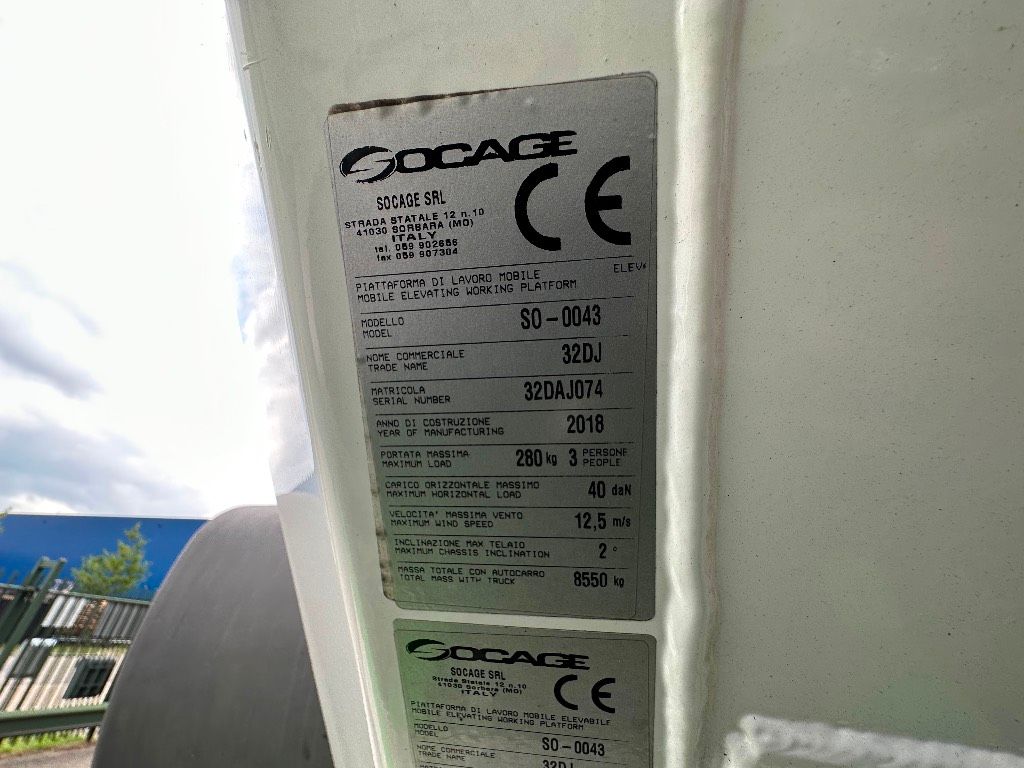 SOCAGE
CE
SOCAGE SRL
STRADA STATALE 12 n.10
41030 SORBARA (MO)
ITALY
tel. 059 902686
fax 059 907304
PIATTAFORMA DI LAVORO MOBILE ELEV
MOBILE ELEVATING WORKING PLATFORM
MODELLO
MODEL
SO-0043
NOME COMMERCIALE
TRADE NAME
32DJ
MATRICOLA
SERIAL NUMBER
32DAJ074
ANNO DI COSTRUZIONE
YEAR OF MANUFACTURING
2018
PORTATA MASSIMA
MAXIMUM LOAD
280 kg 3 PERSONE
PEOPLE
CARICO ORIZZONTALE MASSIMO
MAXIMUM HORIZONTAL LOAD
40 daN
VELOCITA' MASSIMA VENTO
MAXIMUM WIND SPEED
12,5 m/s
INCLINAZIONE MAX TELAIO
MAXIMUM CHASSIS INCLINATION
2 °
MASSA TOTALE CON AUTOCARRO
TOTAL MASS WITH TRUCK
8550 kg
SOCAGE
CE
SOCAGE SRL
Strada Statale 12 n.10
41030 Sorbara (MO)
ITALY
PIATTAFORMA DI LAVORO MOBILE ELEVABILE
MOBILE ELEVATING WORKING PLATFORM
MODELLO
MODEL
SO-0043
NOME COMMERCIALE
32DJ